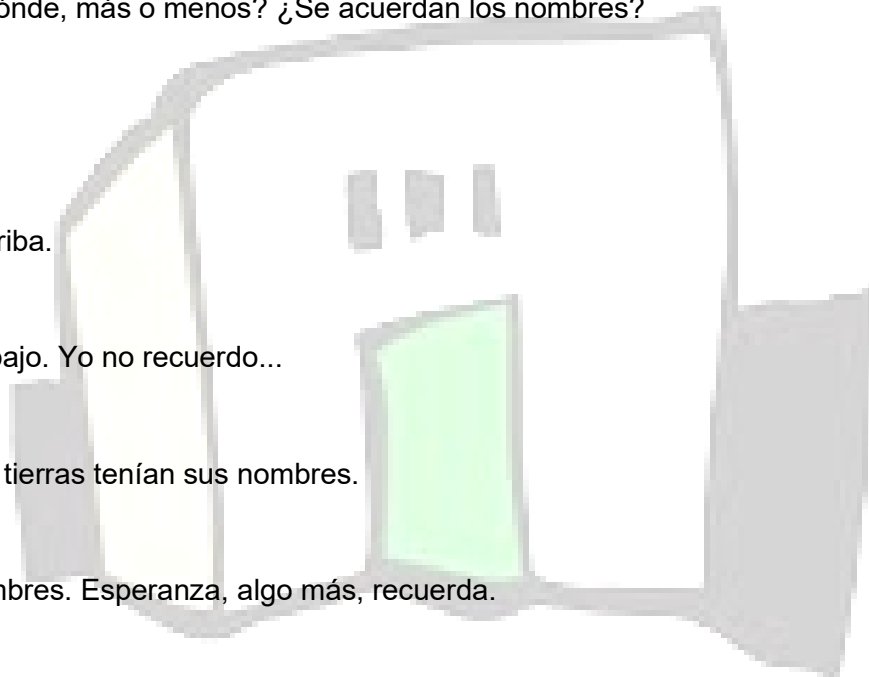 ónde, más o menos? ¿Se acuerdan los nombres?
riba.
bajo. Yo no recuerdo...
tierras tenían sus nombres.
nbres. Esperanza, algo más, recuerda.